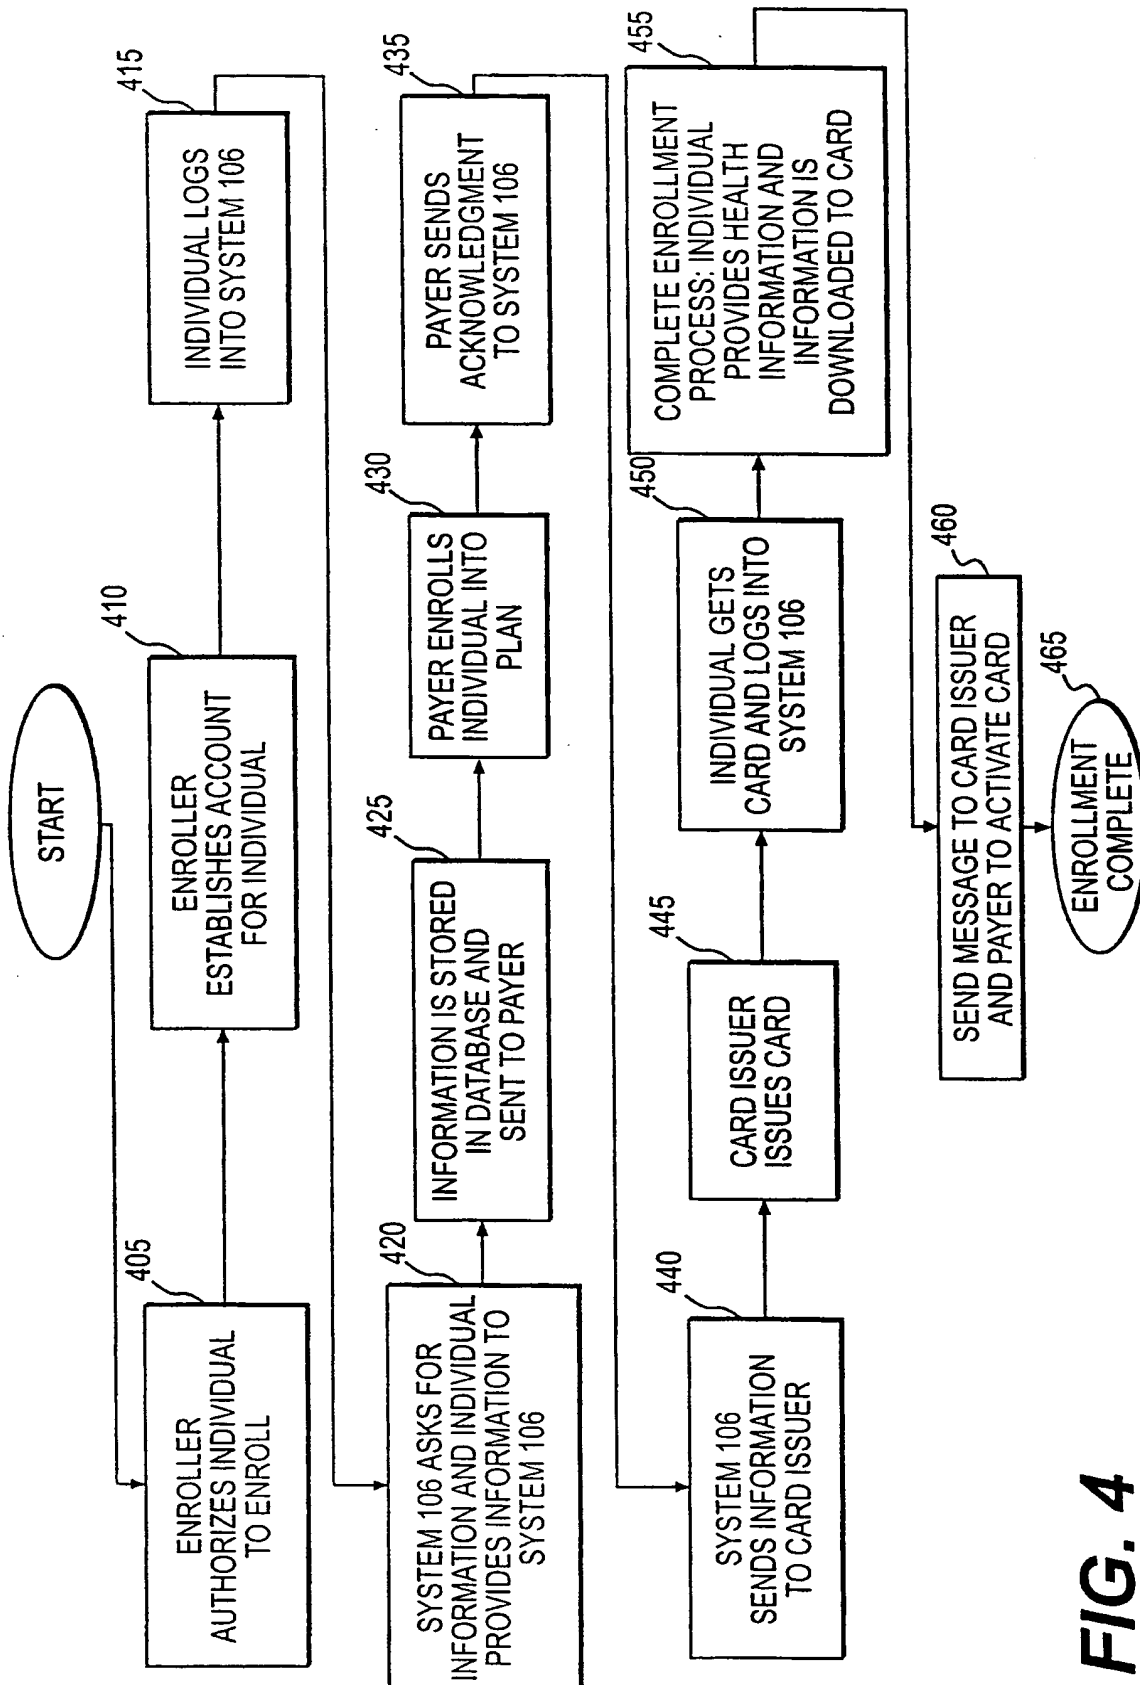 START
405
ENROLLER
AUTHORIZES INDIVIDUAL
TO ENROLL
410
ENROLLER
ESTABLISHES ACCOUNT
FOR INDIVIDUAL
415
INDIVIDUAL LOGS
INTO SYSTEM 106
420
SYSTEM 106 ASKS FOR
INFORMATION AND INDIVIDUAL
PROVIDES INFORMATION TO
SYSTEM 106
425
INFORMATION IS STORED
IN DATABASE AND
SENT TO PAYER
430
PAYER ENROLLS
INDIVIDUAL INTO
PLAN
435
PAYER SENDS
ACKNOWLEDGMENT
TO SYSTEM 106
440
SYSTEM 106
SENDS INFORMATION
TO CARD ISSUER
445
CARD ISSUER
ISSUES CARD
450
INDIVIDUAL GETS
CARD AND LOGS INTO
SYSTEM 106
455
COMPLETE ENROLLMENT
PROCESS: INDIVIDUAL
PROVIDES HEALTH
INFORMATION AND
INFORMATION IS
DOWNLOADED TO CARD
460
SEND MESSAGE TO CARD ISSUER
AND PAYER TO ACTIVATE CARD
465
ENROLLMENT
COMPLETE
FIG. 4